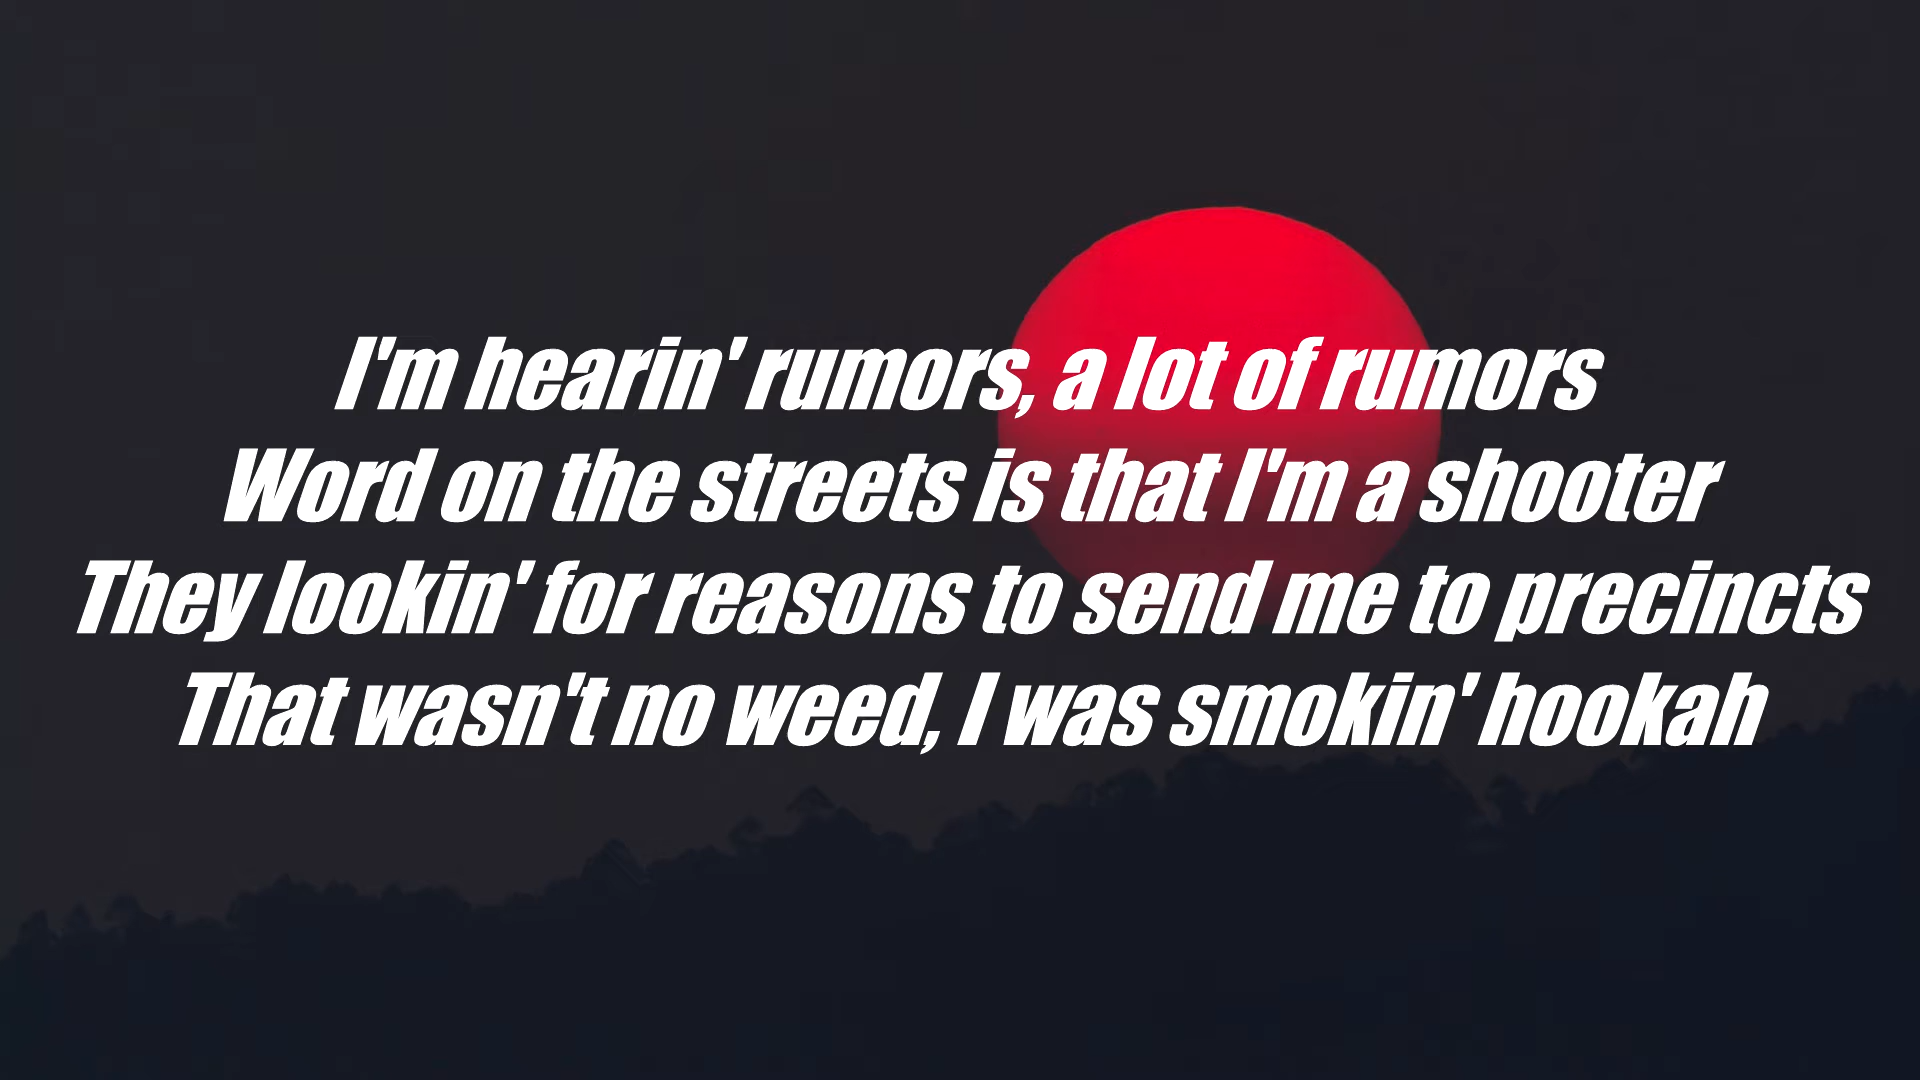 I'm hearin' rumors, a lot of rumors
Word on the streets is that I'm a shooter
They lookin' for reasons to send me to precincts
That wasn't no weed, I was smokin' hookah